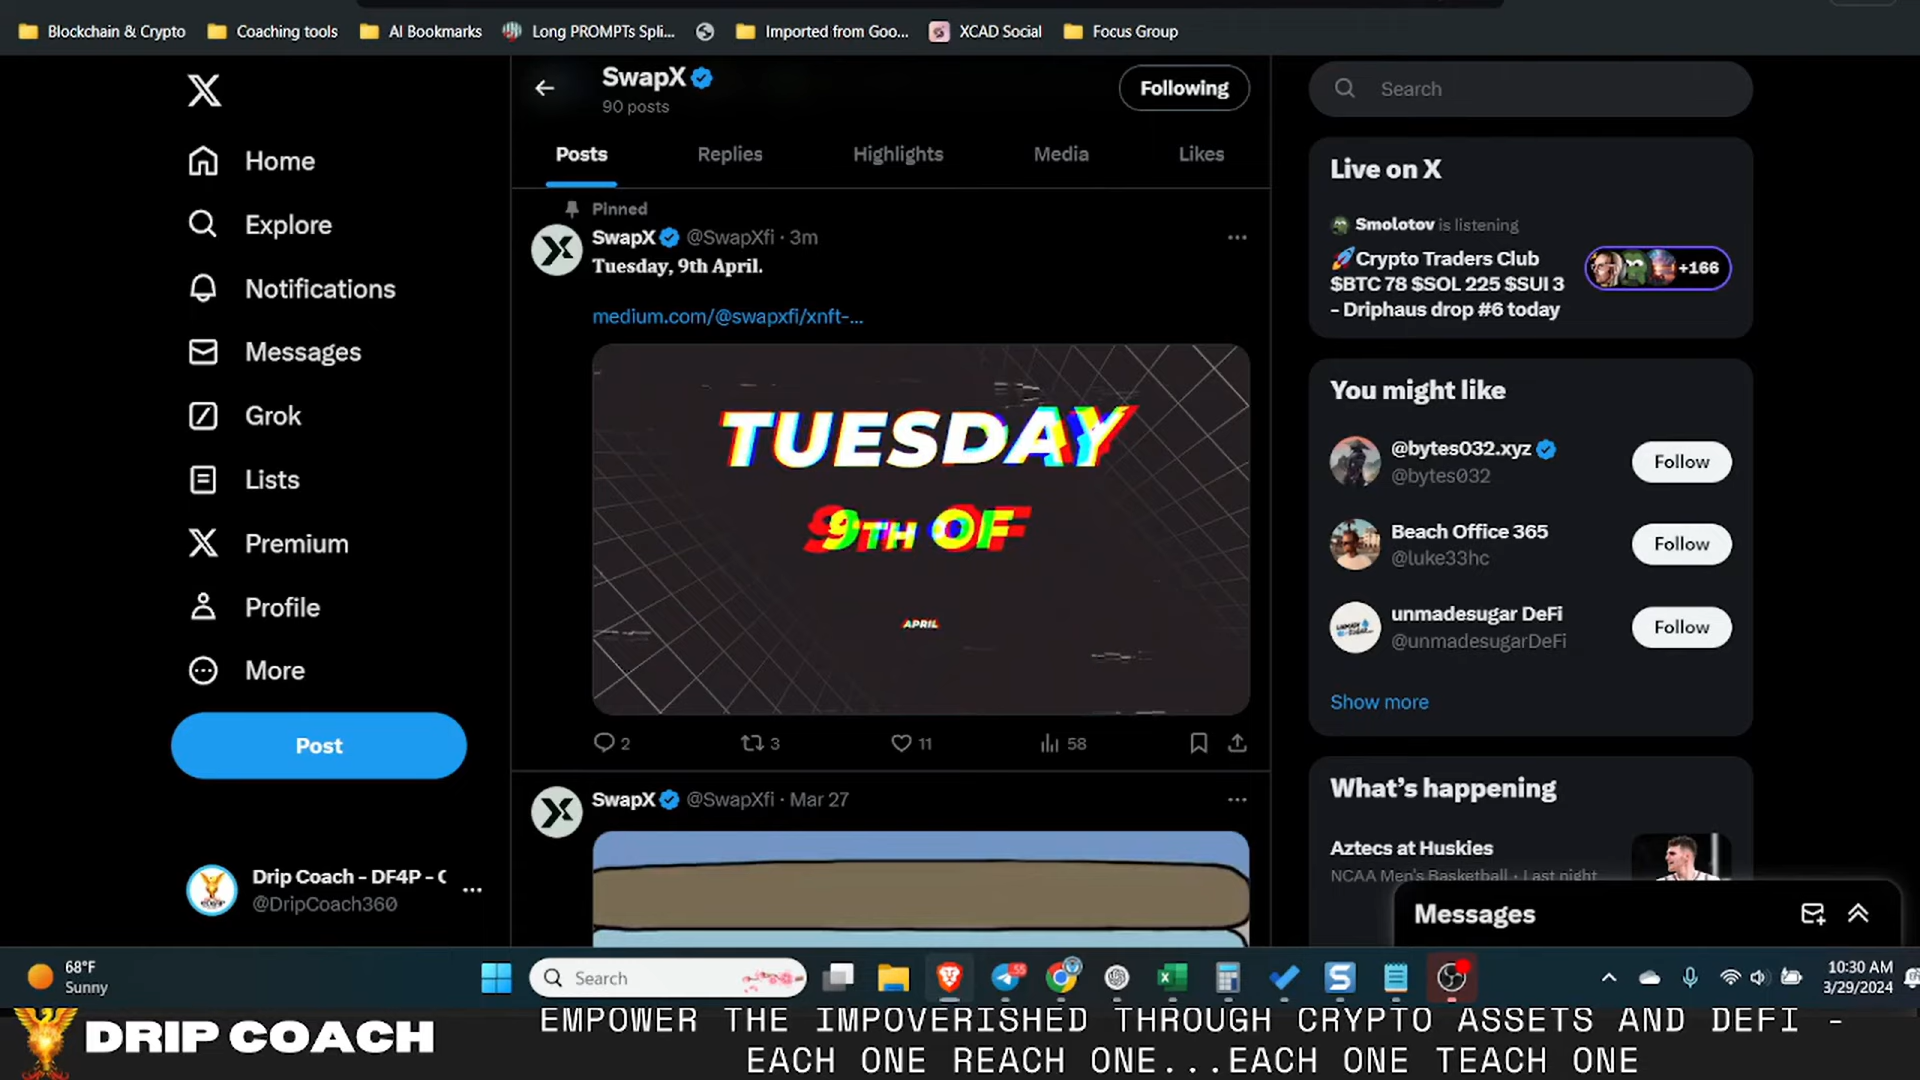 Blockchain & Crypto
Coaching tools
AI Bookmarks
Long PROMPTs Spli...
Imported from Goo...
XCAD Social
Focus Group
SwapX
90 posts
Following
Search
Home
Explore
Notifications
Messages
Grok
Lists
Premium
Profile
More
Post
Drip Coach - DF4P - C
@DripCoach360
Posts
Replies
Highlights
Media
Likes
Pinned
SwapX @SwapXfi · 3m
Tuesday, 9th April.
medium.com/@swapxfi/xnft-...
TUESDAY
9TH OF
APRIL
2
3
11
58
SwapX @SwapXfi · Mar 27
Live on X
Smolotov is listening
🚀Crypto Traders Club
$BTC 78 $SOL 225 $SUI 3
- Driphaus drop #6 today
+166
You might like
@bytes032.xyz
@bytes032
Follow
Beach Office 365
@luke33hc
Follow
unmadesugar DeFi
@unmadesugarDeFi
Follow
Show more
What's happening
Aztecs at Huskies
NCAA Men's Basketball · Last night
Messages
68°F
Sunny
Search
55
10:30 AM
3/29/2024
DRIP COACH
EMPOWER THE IMPOVERISHED THROUGH CRYPTO ASSETS AND DEFI -
EACH ONE REACH ONE...EACH ONE TEACH ONE